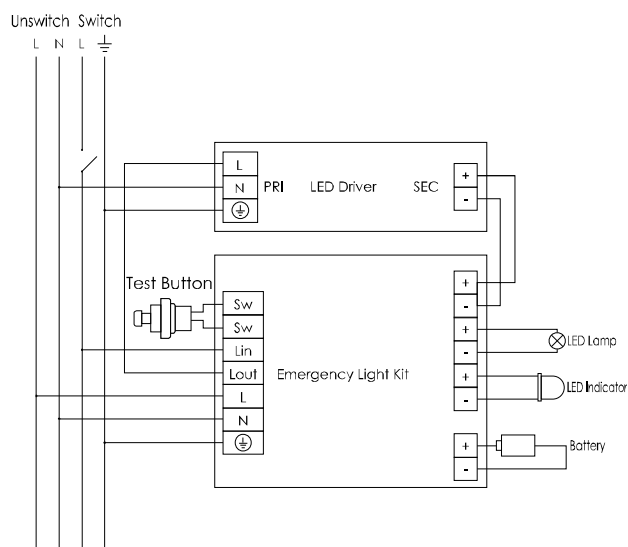 Unswitch Switch
L N L
L
N PRI LED Driver SEC
+
-
Test Button
Sw
Sw
Lin
Lout Emergency Light Kit
L
N
+
-
+
- LED Lamp
+
- LED Indicator
+
- Battery